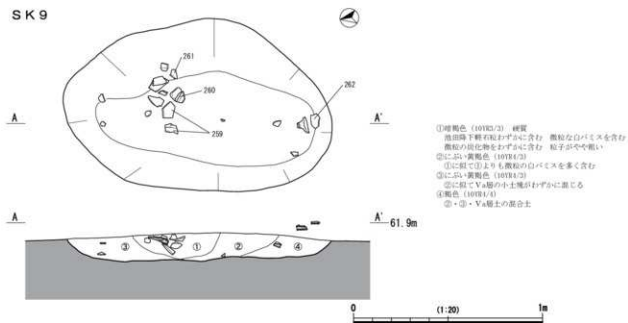 SK9
261
260
262
259
A
A'
①暗褐色 (10YR3/3) 硬質
池田降下軽石粒わずかに含む 微粒な白パミスを含む
微粒の炭化物をわずかに含む 粒子がやや粗い
②にぶい黄褐色 (10YR4/3)
①に似て①よりも微粒の白パミスを多く含む
③にぶい黄褐色 (10YR4/3)
②に似てⅤa層の小土塊がわずかに混じる
④褐色 (10YR4/4)
②・③・Ⅴa層土の混合土
A
A'
61.9m
③
①
②
④
0
(1:20)
1m